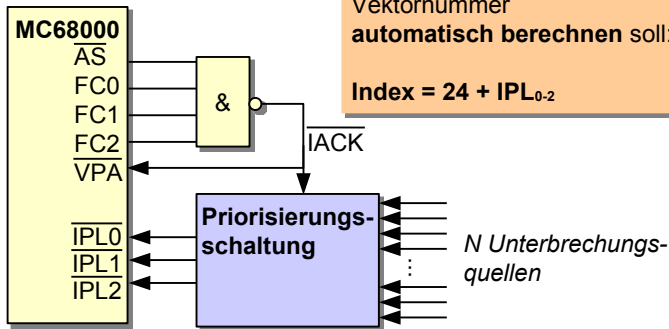 Vektornummer
automatisch berechnen soll:
Index = 24 + IPL0-2
MC68000
AS
FC0
FC1
FC2
VPA
IPL0
IPL1
IPL2
&
IACK
Priorisierungs-
schaltung
N Unterbrechungs-
quellen
...